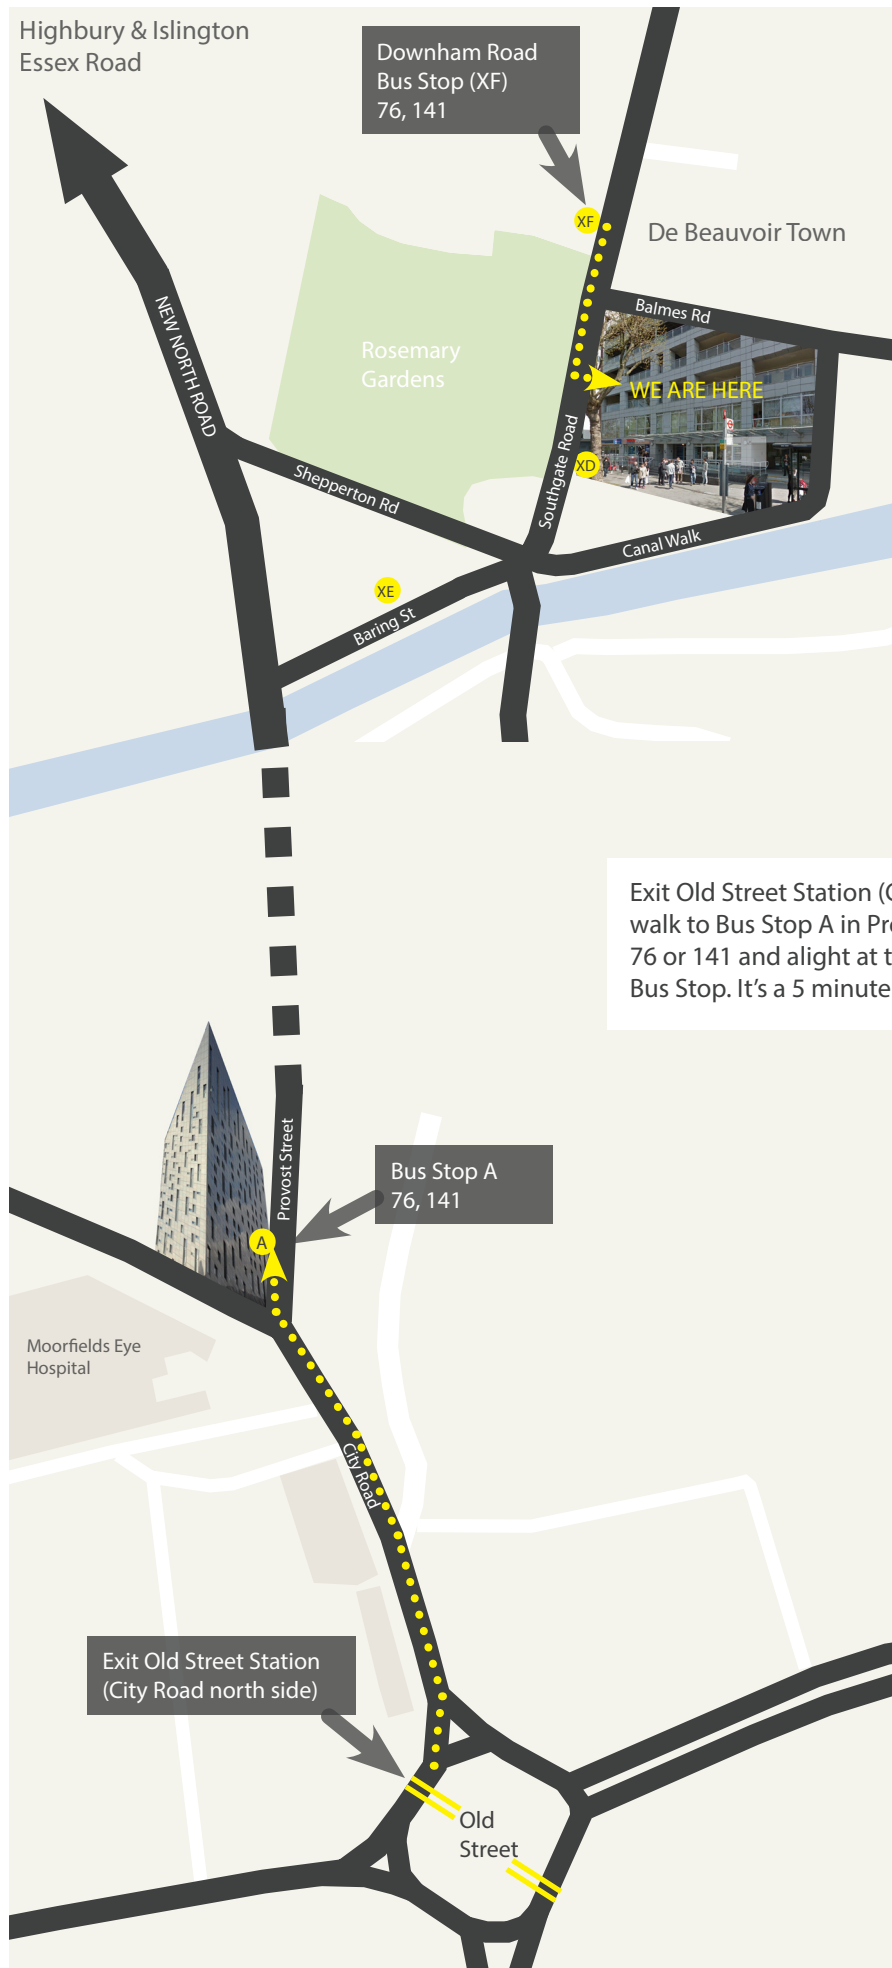 Highbury & Islington
Essex Road
Downham Road
Bus Stop (XF)
76, 141
XF
De Beauvoir Town
Balmes Rd
NEW NORTH ROAD
Rosemary
Gardens
WE ARE HERE
Southgate Road
XD
Shepperton Rd
Canal Walk
XE
Baring St
Exit Old Street Station (
walk to Bus Stop A in Pr
76 or 141 and alight at t
Bus Stop. It’s a 5 minute
Provost Street
Bus Stop A
76, 141
A
Moorfields Eye
Hospital
City Road
Exit Old Street Station
(City Road north side)
Old
Street